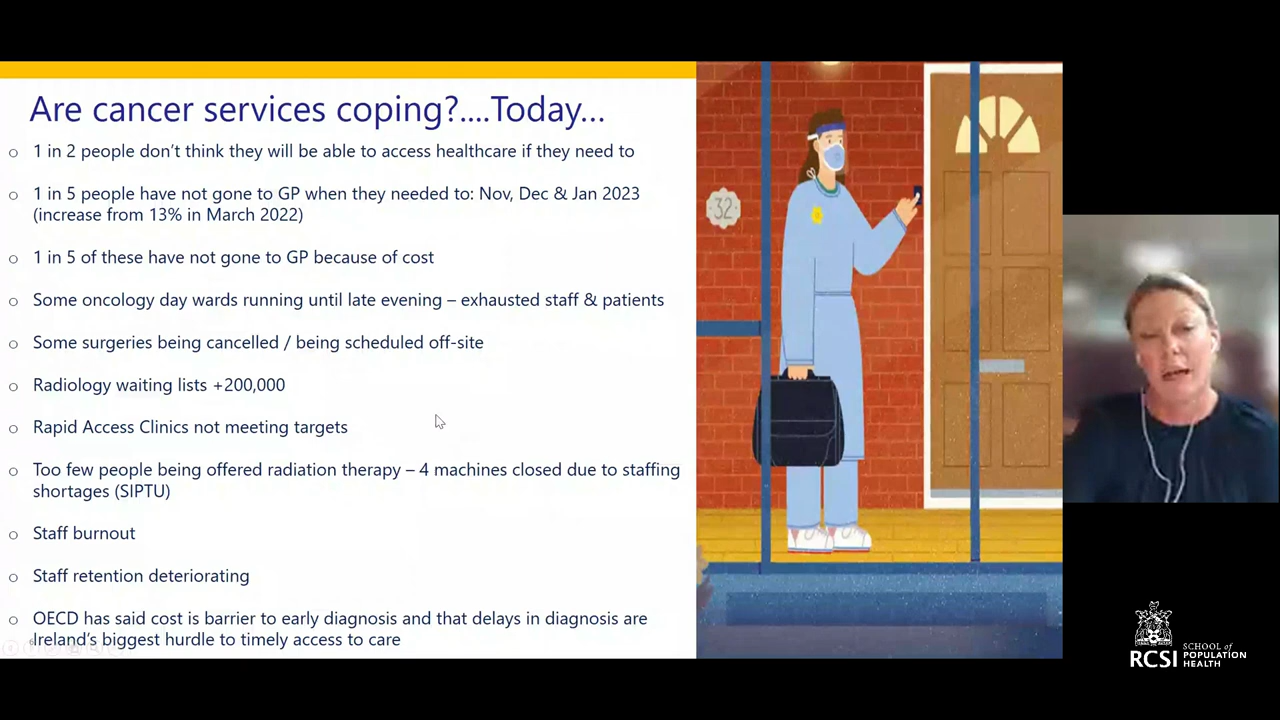 Are cancer services coping?....Today...
o 1 in 2 people don't think they will be able to access healthcare if they need to
o 1 in 5 people have not gone to GP when they needed to: Nov, Dec & Jan 2023
(increase from 13% in March 2022)
o 1 in 5 of these have not gone to GP because of cost
o Some oncology day wards running until late evening – exhausted staff & patients
o Some surgeries being cancelled / being scheduled off-site
o Radiology waiting lists +200,000
o Rapid Access Clinics not meeting targets
o Too few people being offered radiation therapy – 4 machines closed due to staffing
shortages (SIPTU)
o Staff burnout
o Staff retention deteriorating
o OECD has said cost is barrier to early diagnosis and that delays in diagnosis are
Ireland's biggest hurdle to timely access to care
32
RCSI
SCHOOL of
POPULATION
HEALTH